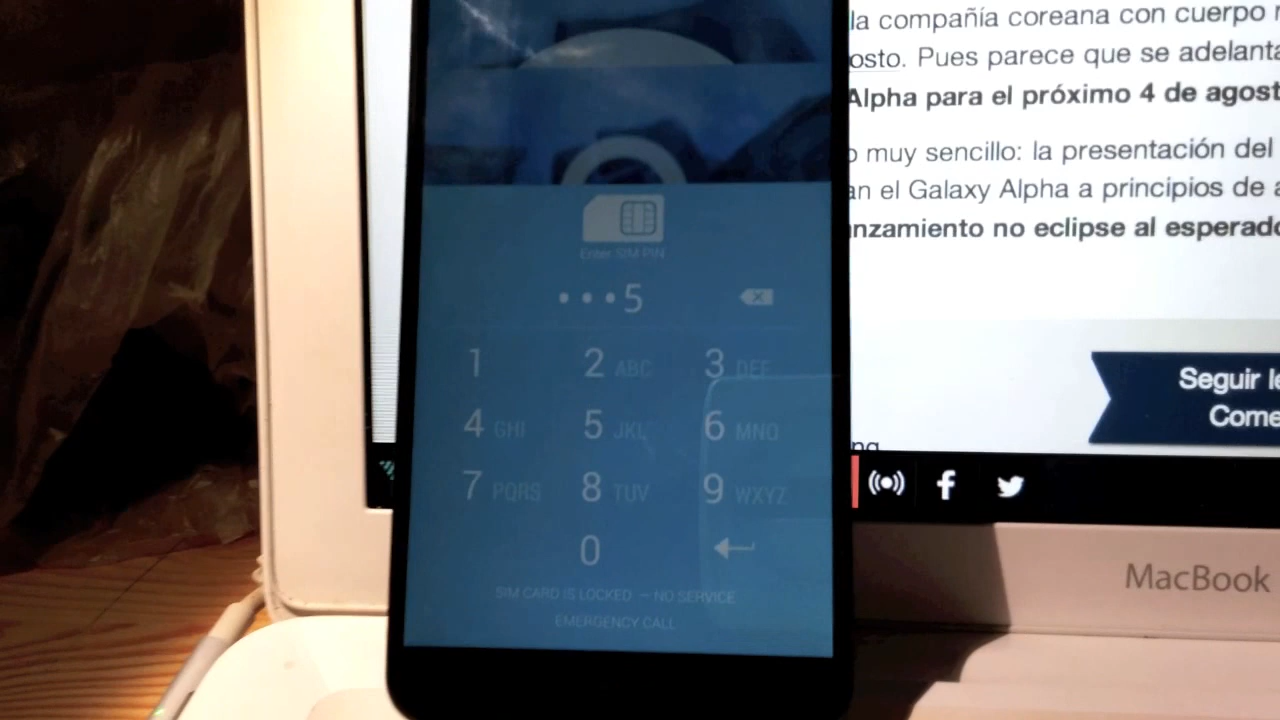 la compañía coreana con cuerpo
osto. Pues parece que se adelanta
Alpha para el próximo 4 de agost
muy sencillo: la presentación del
an el Galaxy Alpha a principios de a
nzamiento no eclipse al esperado
Seguir le
Come
ng
MacBook
Enter SIM PIN
•••5
1 2 ABC 3 DEF
4 GHI 5 JKL 6 MNO
7 PQRS 8 TUV 9 WXYZ
0
SIM CARD IS LOCKED — NO SERVICE
EMERGENCY CALL